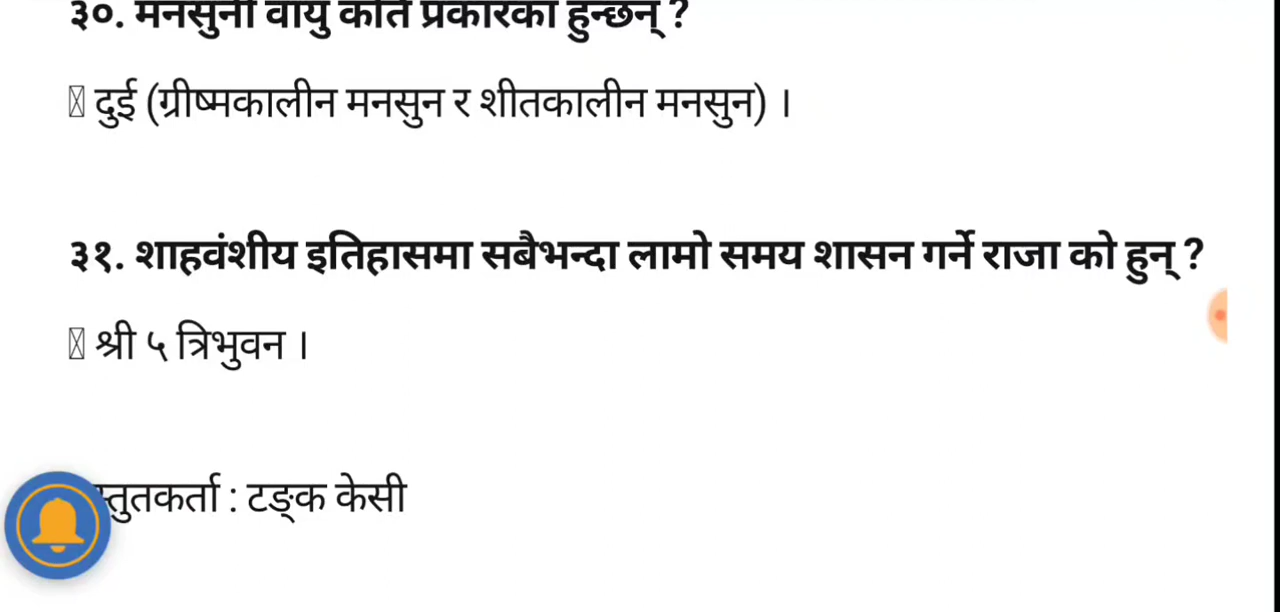 ३०. मनसुनी वायु कति प्रकारका हुन्छन् ?
दुई (ग्रीष्मकालीन मनसुन र शीतकालीन मनसुन) ।
३१. शाहवंशीय इतिहासमा सबैभन्दा लामो समय शासन गर्ने राजा को हुन् ?
श्री ५ त्रिभुवन ।
स्तुतकर्ता : टङ्क केसी